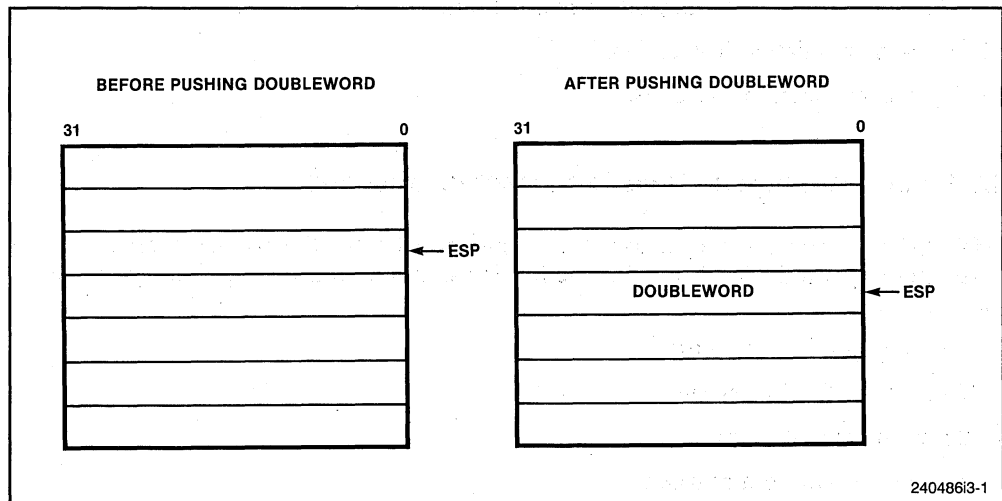 BEFORE PUSHING DOUBLEWORD
31 0
ESP
AFTER PUSHING DOUBLEWORD
31 0
DOUBLEWORD
ESP
240486i3-1